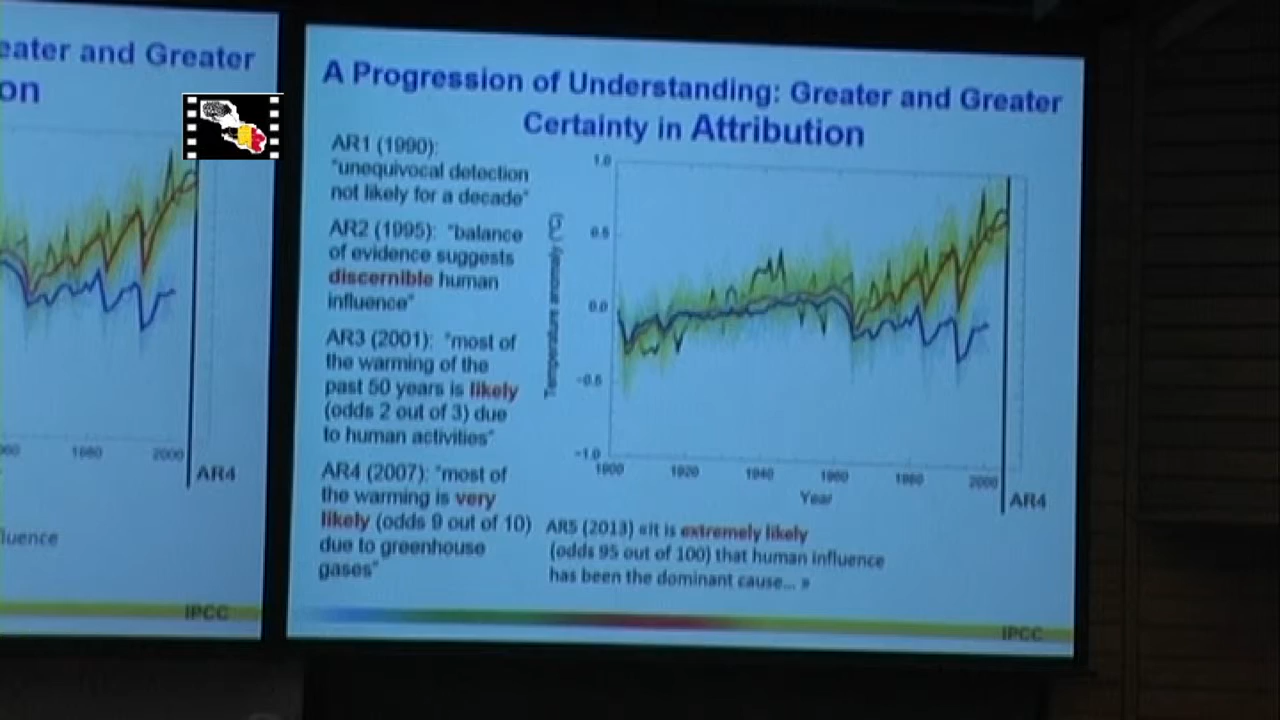 eater and Greater
on
1980
2000
AR4
luence
IPCC
A Progression of Understanding: Greater and Greater
Certainty in Attribution
AR1 (1990):
"unequivocal detection
not likely for a decade"
AR2 (1995): "balance
of evidence suggests
discernible human
influence"
AR3 (2001): "most of
the warming of the
past 50 years is likely
(odds 2 out of 3) due
to human activities"
AR4 (2007): "most of
the warming is very
likely (odds 9 out of 10)
due to greenhouse
gases"
Temperature anomaly (°C)
1.0
0.5
0.0
-0.5
-1.0
1900 1920 1940 1960 1980 2000
Year
AR4
AR5 (2013) «It is extremely likely
(odds 95 out of 100) that human influence
has been the dominant cause... »
IPCC